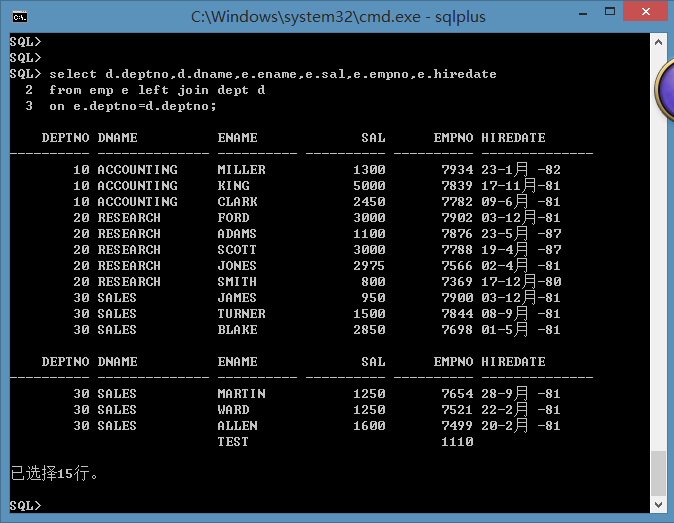 C:\Windows\system32\cmd.exe - sqlplus
SQL>
SQL>
SQL> select d.deptno,d.dname,e.ename,e.sal,e.empno,e.hiredate
  2  from emp e left join dept d
  3  on e.deptno=d.deptno;
    DEPTNO DNAME          ENAME             SAL      EMPNO HIREDATE
---------- -------------- ---------- ---------- ---------- --------------
        10 ACCOUNTING     MILLER           1300       7934 23-1月 -82
        10 ACCOUNTING     KING             5000       7839 17-11月-81
        10 ACCOUNTING     CLARK            2450       7782 09-6月 -81
        20 RESEARCH       FORD             3000       7902 03-12月-81
        20 RESEARCH       ADAMS            1100       7876 23-5月 -87
        20 RESEARCH       SCOTT            3000       7788 19-4月 -87
        20 RESEARCH       JONES            2975       7566 02-4月 -81
        20 RESEARCH       SMITH             800       7369 17-12月-80
        30 SALES          JAMES             950       7900 03-12月-81
        30 SALES          TURNER           1500       7844 08-9月 -81
        30 SALES          BLAKE            2850       7698 01-5月 -81
    DEPTNO DNAME          ENAME             SAL      EMPNO HIREDATE
---------- -------------- ---------- ---------- ---------- --------------
        30 SALES          MARTIN           1250       7654 28-9月 -81
        30 SALES          WARD             1250       7521 22-2月 -81
        30 SALES          ALLEN            1600       7499 20-2月 -81
                          TEST                        1110
已选择15行。
SQL>